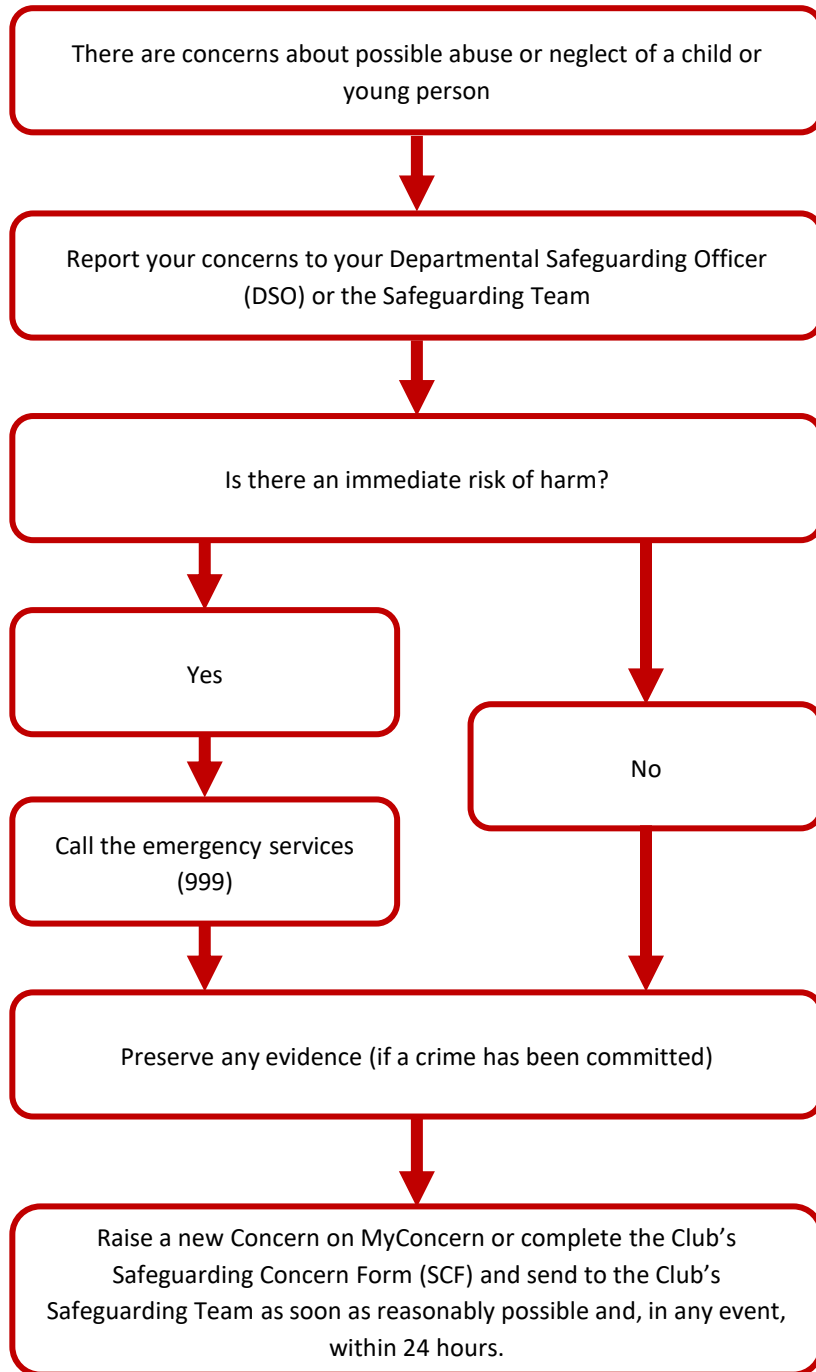 There are concerns about possible abuse or neglect of a child or
young person
Report your concerns to your Departmental Safeguarding Officer
(DSO) or the Safeguarding Team
Is there an immediate risk of harm?
Yes
No
Call the emergency services
(999)
Preserve any evidence (if a crime has been committed)
Raise a new Concern on MyConcern or complete the Club’s
Safeguarding Concern Form (SCF) and send to the Club’s
Safeguarding Team as soon as reasonably possible and, in any event,
within 24 hours.